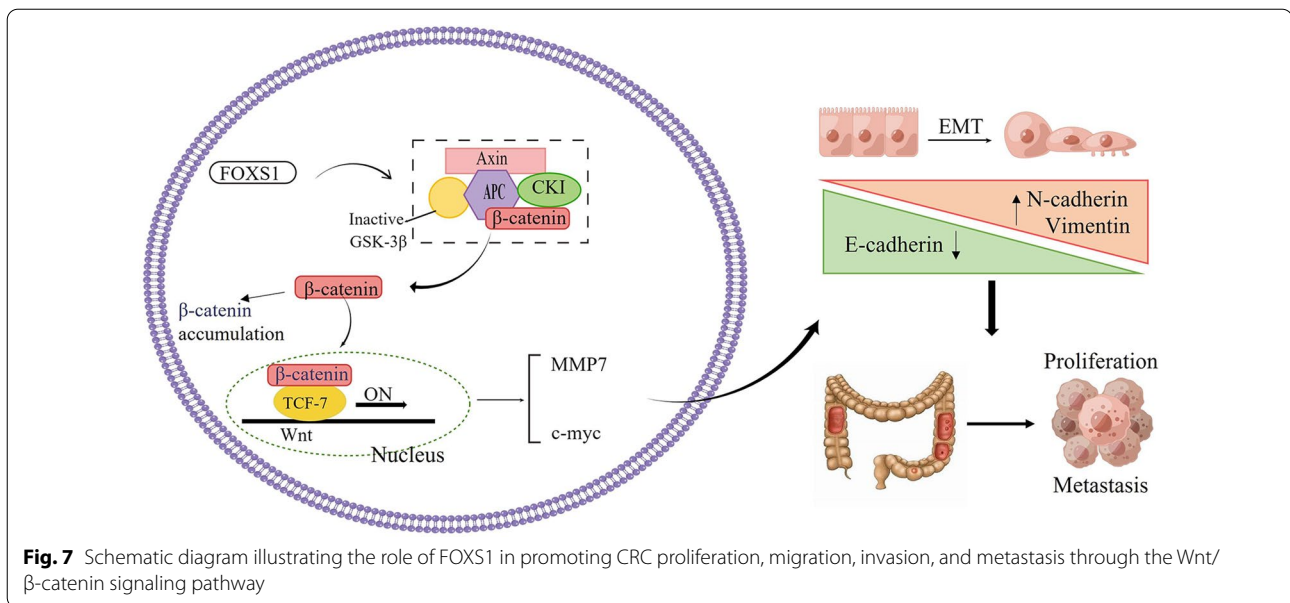 FOXS1
Axin
APC
CKI
β-catenin
Inactive
GSK-3β
β-catenin
β-catenin
accumulation
β-catenin
TCF-7
ON
Wnt
Nucleus
MMP7
c-myc
EMT
N-cadherin
Vimentin
E-cadherin
Proliferation
Metastasis
Fig. 7 Schematic diagram illustrating the role of FOXS1 in promoting CRC proliferation, migration, invasion, and metastasis through the Wnt/
β-catenin signaling pathway